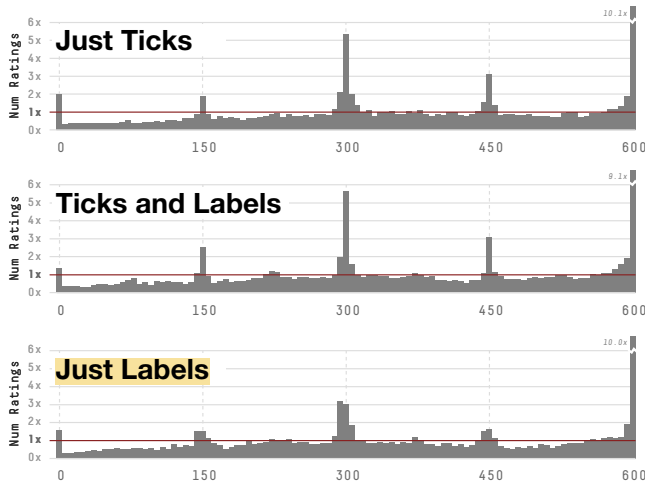 10.1x
6x
Just Ticks
5x
4x
3x
2x
1x
0x
Num Ratings
0 150 300 450 600
9.1x
6x
Ticks and Labels
5x
4x
3x
2x
1x
0x
Num Ratings
0 150 300 450 600
10.0x
6x
Just Labels
5x
4x
3x
2x
1x
0x
Num Ratings
0 150 300 450 600